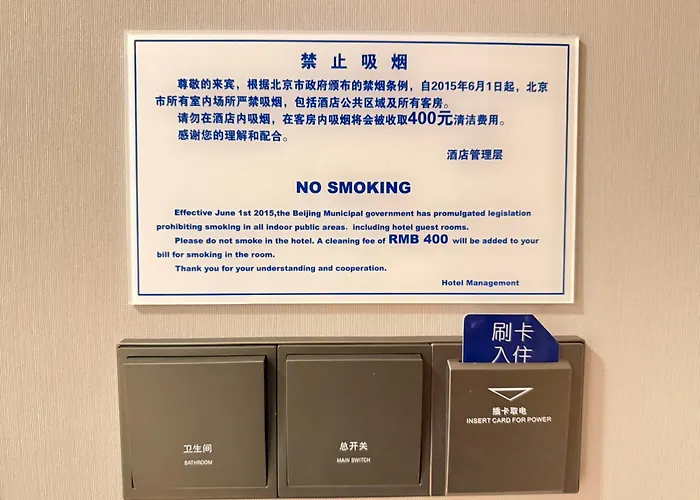 禁止吸烟
尊敬的来宾，根据北京市政府颁布的禁烟条例，自2015年6月1日起，北京
市所有室内场所严禁吸烟，包括酒店公共区域及所有客房。
请勿在酒店内吸烟，在客房内吸烟将会被收取400元清洁费用。
感谢您的理解和配合。
酒店管理层
NO SMOKING
Effective June 1st 2015,the Beijing Municipal government has promulgated legislation
prohibiting smoking in all indoor public areas, including hotel guest rooms.
Please do not smoke in the hotel. A cleaning fee of RMB 400 will be added to your
bill for smoking in the room.
Thank you for your understanding and cooperation.
Hotel Management
刷卡
入住
卫生间
BATHROOM
总开关
MAIN SWITCH
插卡取电
INSERT CARD FOR POWER